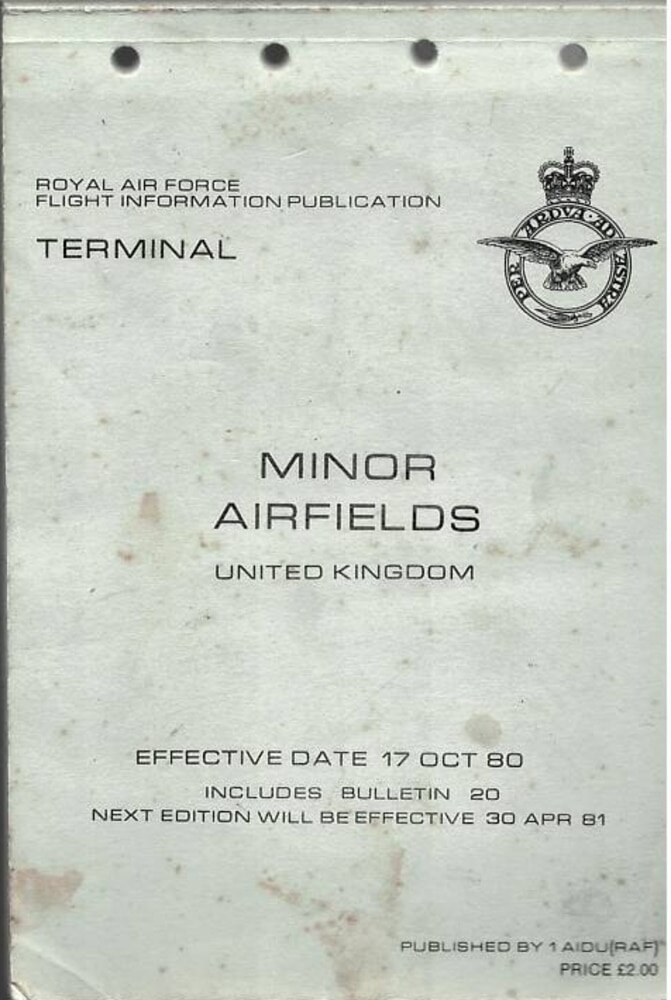 ROYAL AIR FORCE
FLIGHT INFORMATION PUBLICATION
TERMINAL
PER ARDVA · AD ASTRA
MINOR
AIRFIELDS
UNITED KINGDOM
EFFECTIVE DATE 17 OCT 80
INCLUDES BULLETIN 20
NEXT EDITION WILL BE EFFECTIVE 30 APR 81
PUBLISHED BY 1 AIDU(RAF)
PRICE £2.00